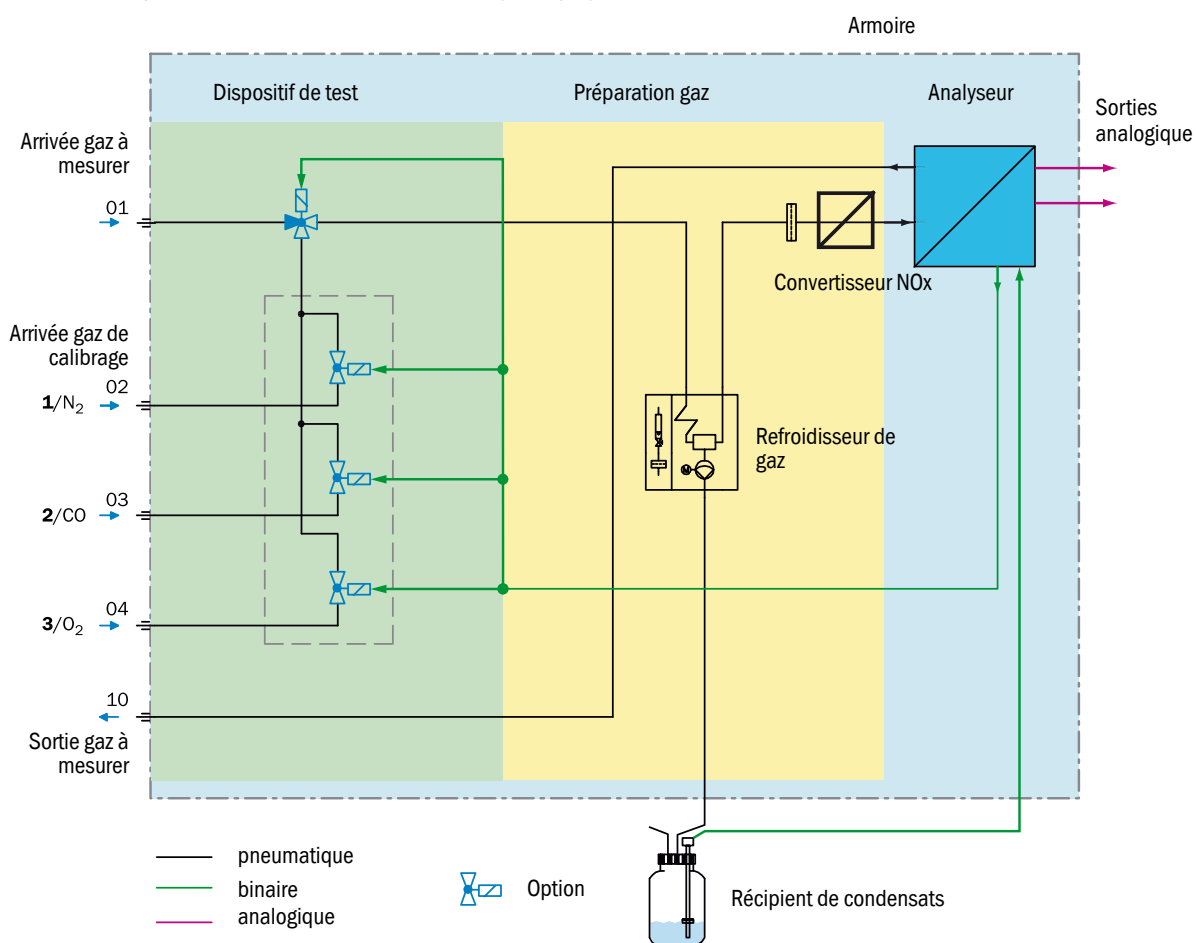 Armoire
Dispositif de test
Préparation gaz
Analyseur
Sorties
analogique
Arrivée gaz à
mesurer
01
Convertisseur NOx
Arrivée gaz de
calibrage
02
1/N₂
Refroidisseur de
gaz
03
2/CO
04
3/O₂
10
Sortie gaz à
mesurer
pneumatique
binaire
analogique
Option
Récipient de condensats